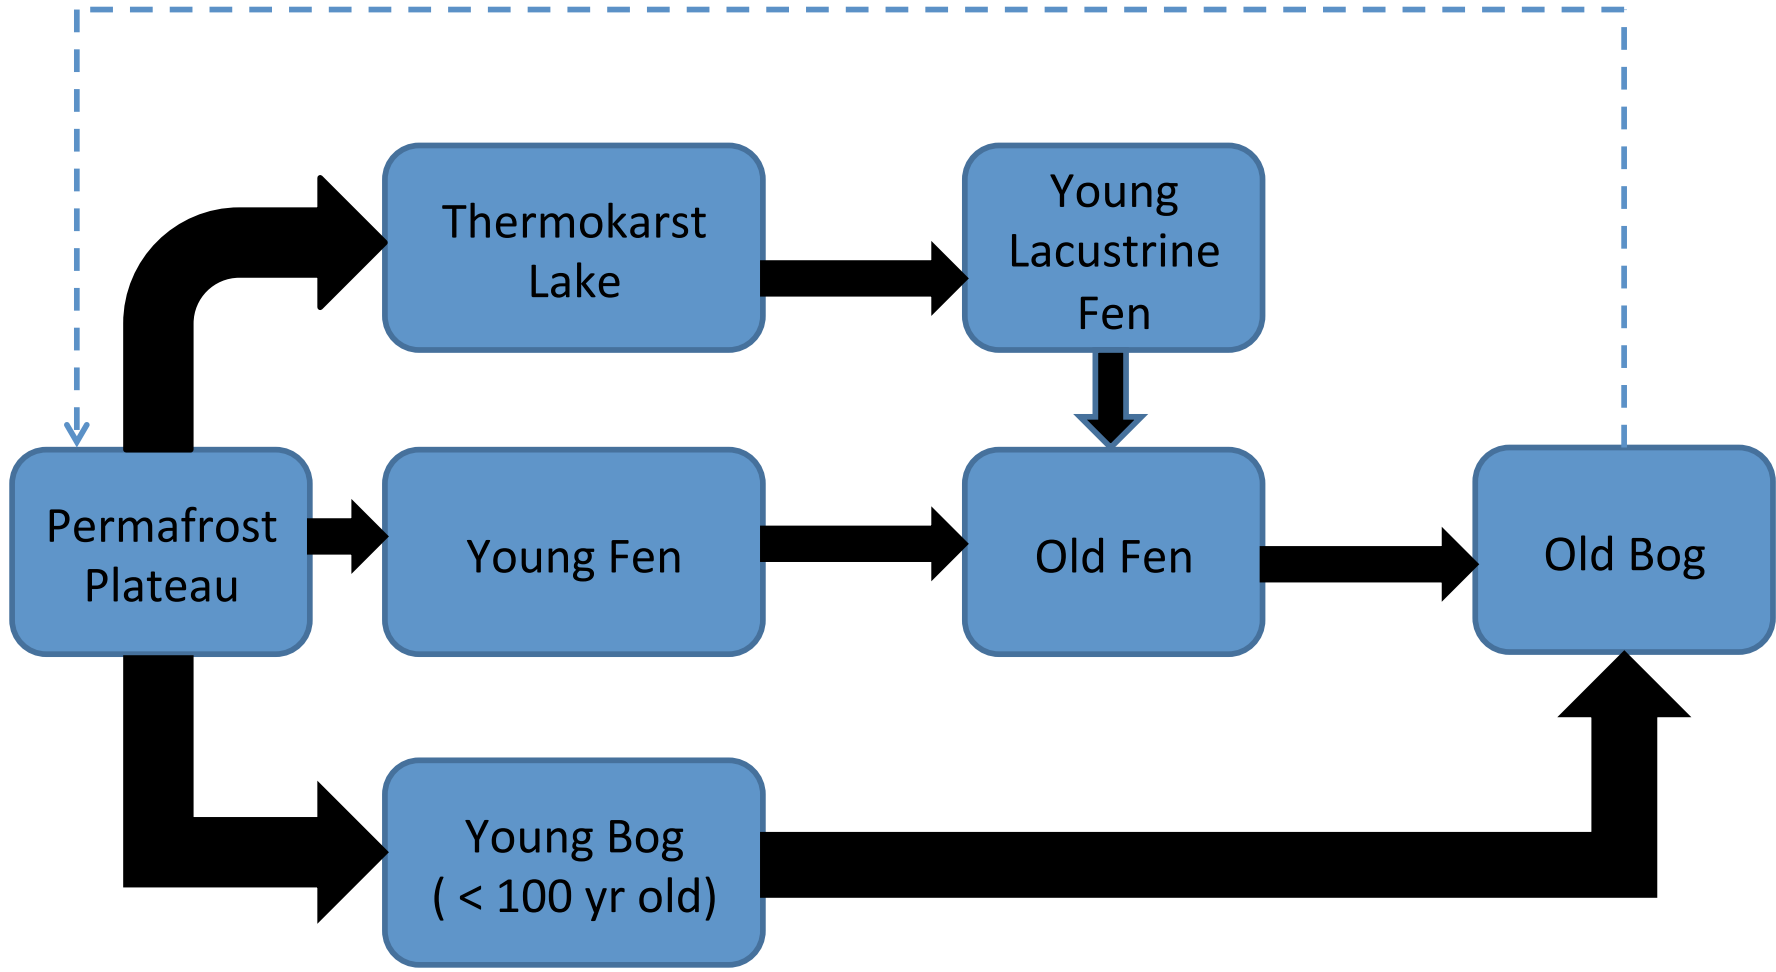 Thermokarst
Lake
Young
Lacustrine
Fen
Permafrost
Plateau
Young Fen
Old Fen
Old Bog
Young Bog
( < 100 yr old)